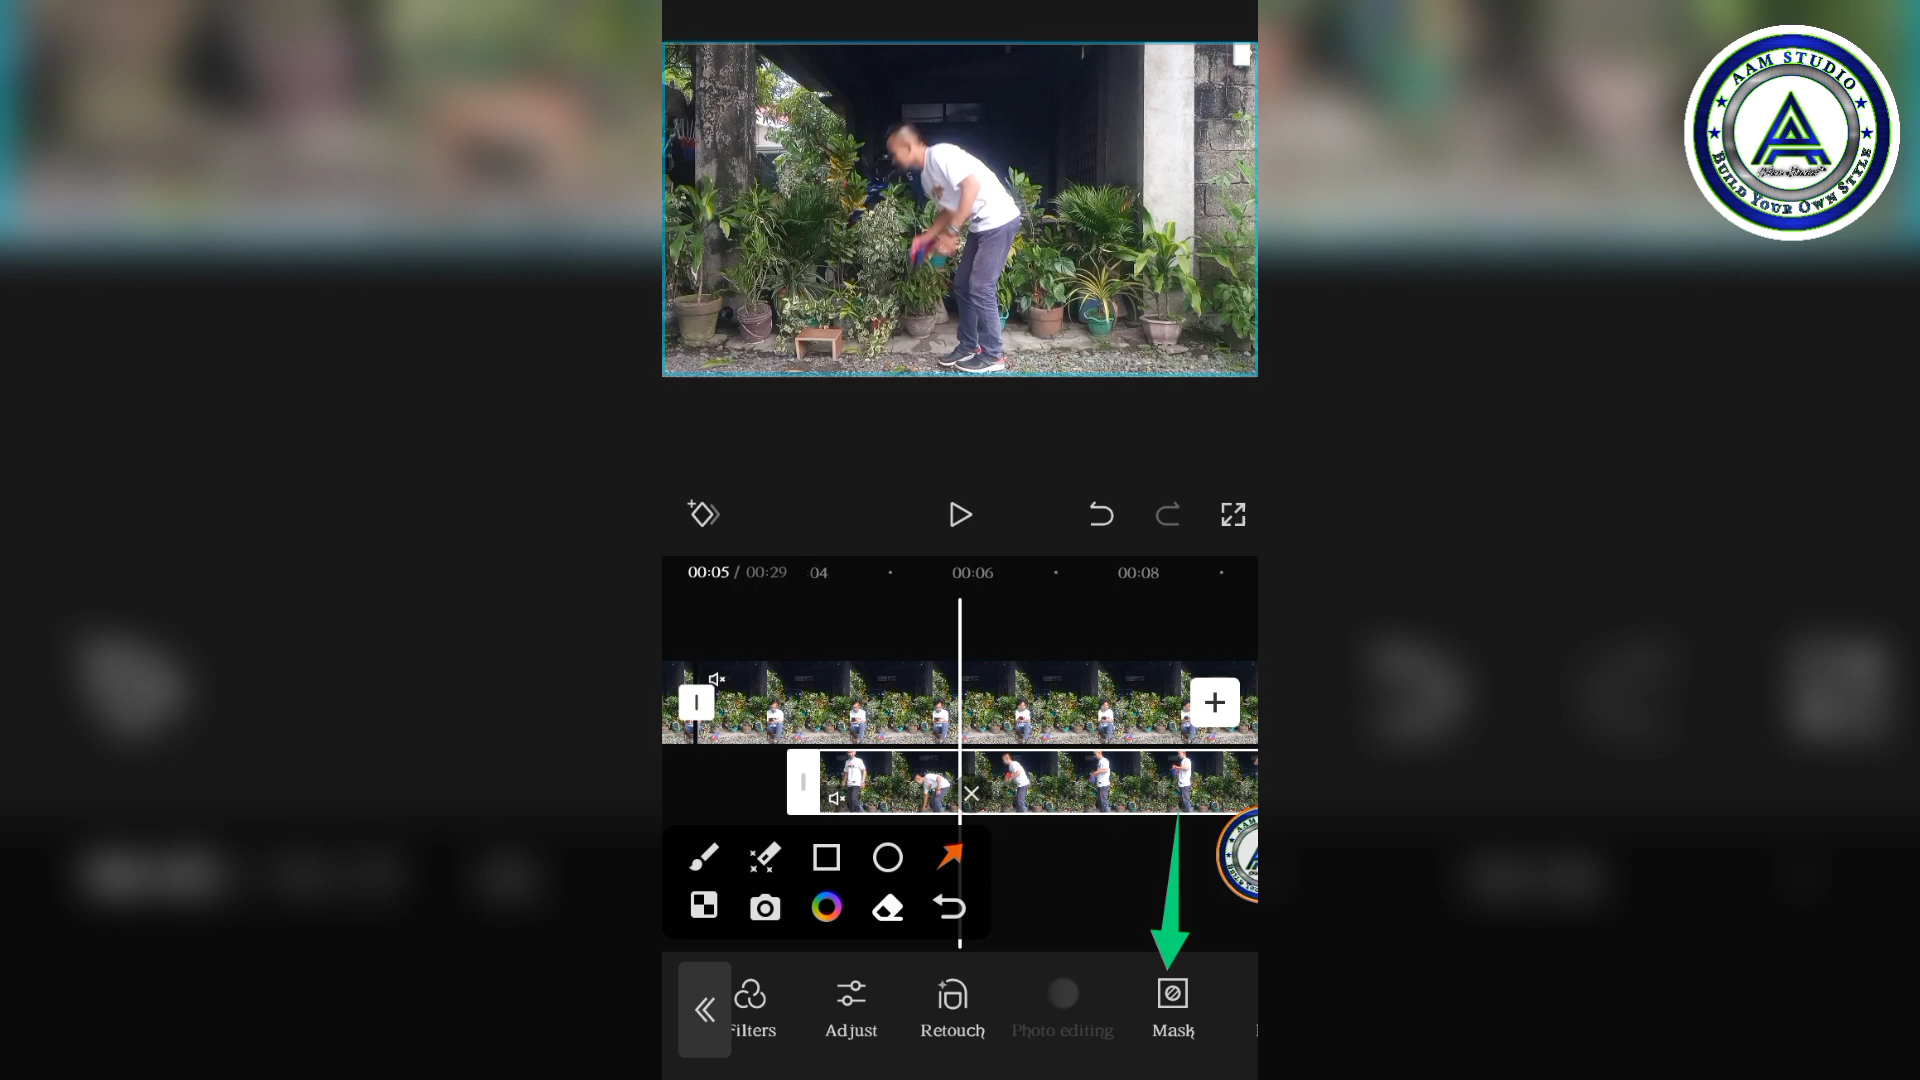 AAM STUDIO
BUILD YOUR OWN STYLE
00:05 / 00:29
:04
00:06
00:08
Filters
Adjust
Retouch
Photo editing
Mask